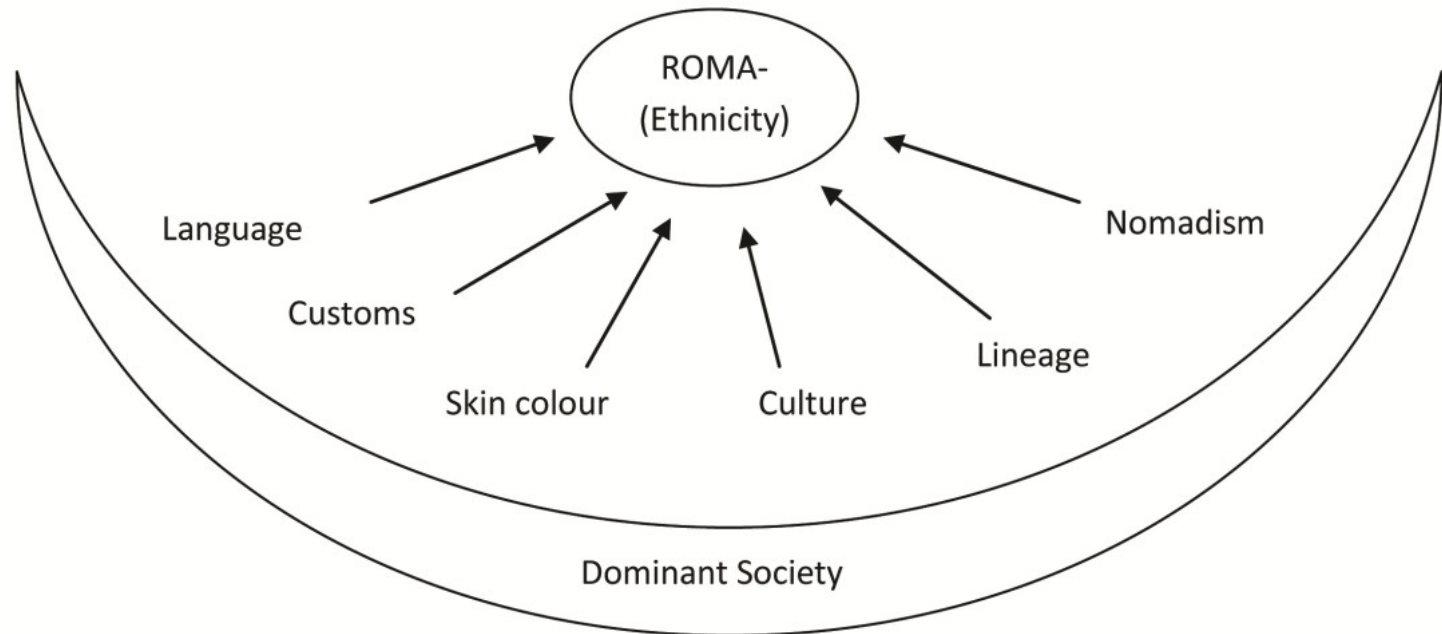 ROMA-
(Ethnicity)
Language
Nomadism
Customs
Lineage
Skin colour
Culture
Dominant Society